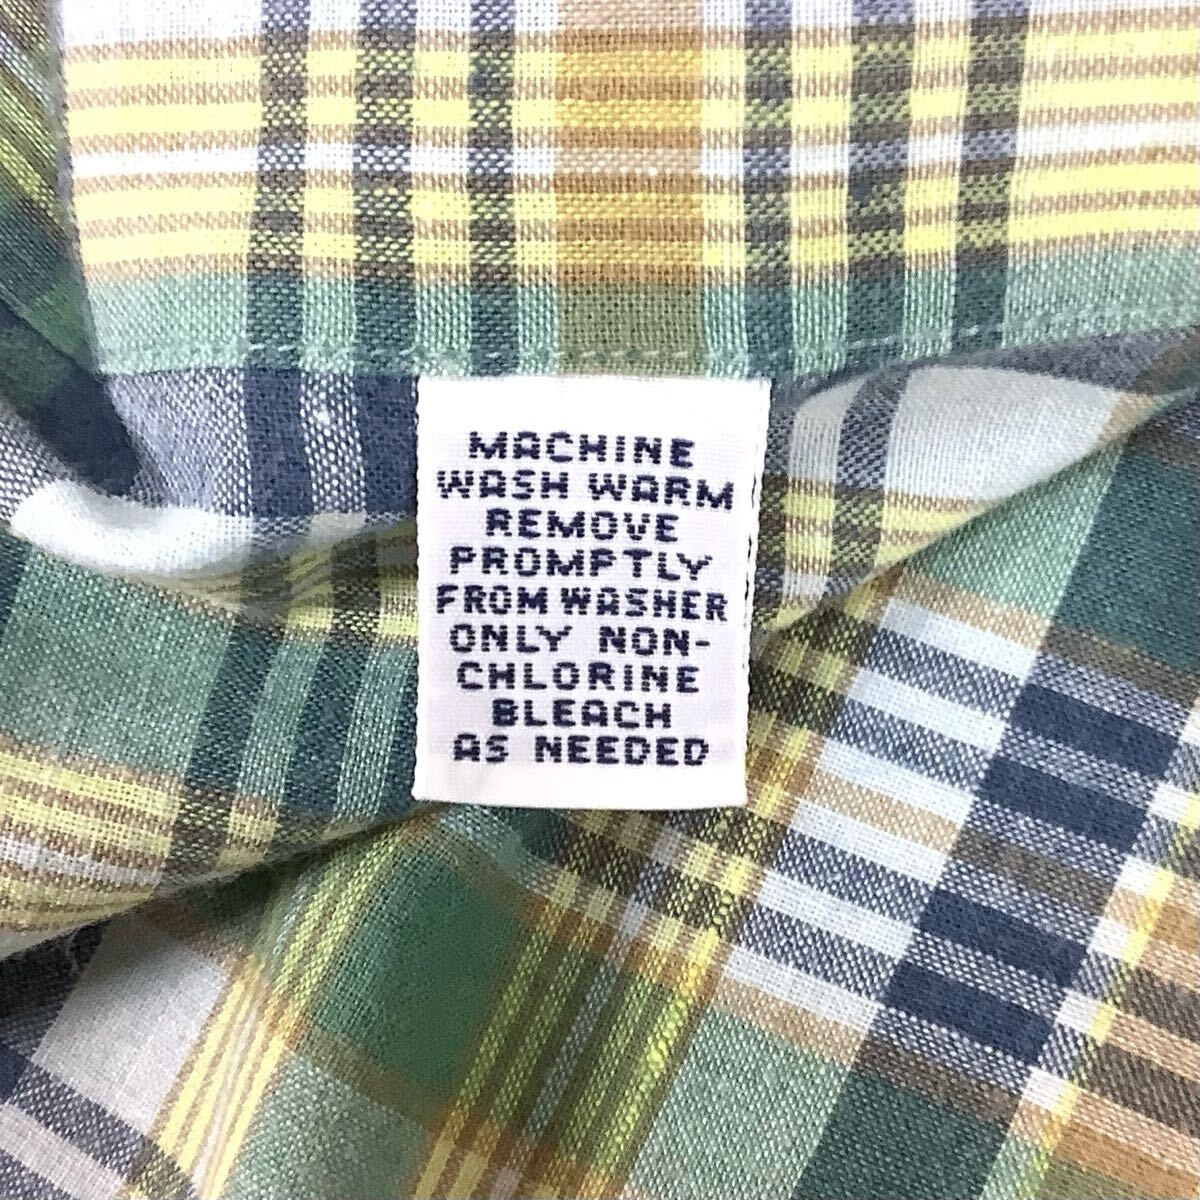 MACHINE
WASH WARM
REMOVE
PROMPTLY
FROM WASHER
ONLY NON-
CHLORINE
BLEACH
AS NEEDED